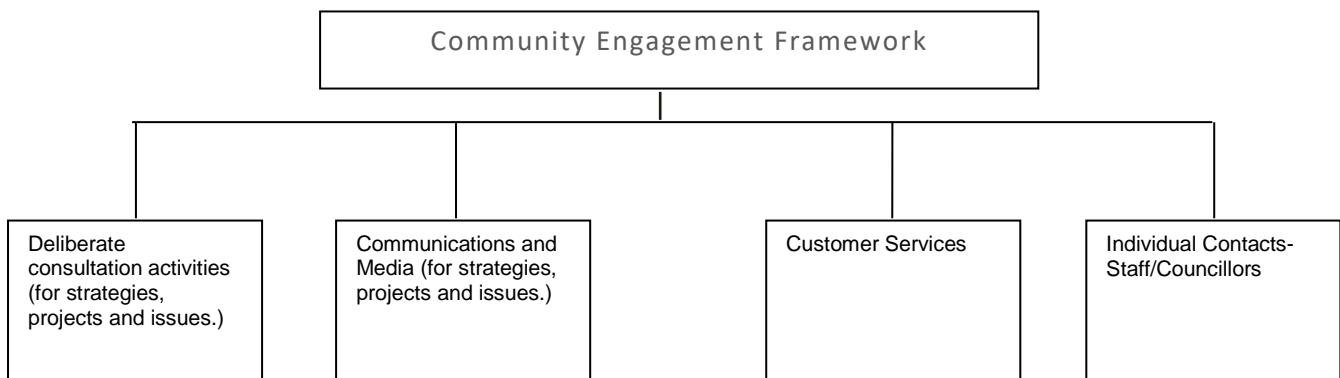 Community Engagement Framework
Deliberate
consultation activities
(for strategies,
projects and issues.)
Communications and
Media (for strategies,
projects and issues.)
Customer Services
Individual Contacts-
Staff/Councillors